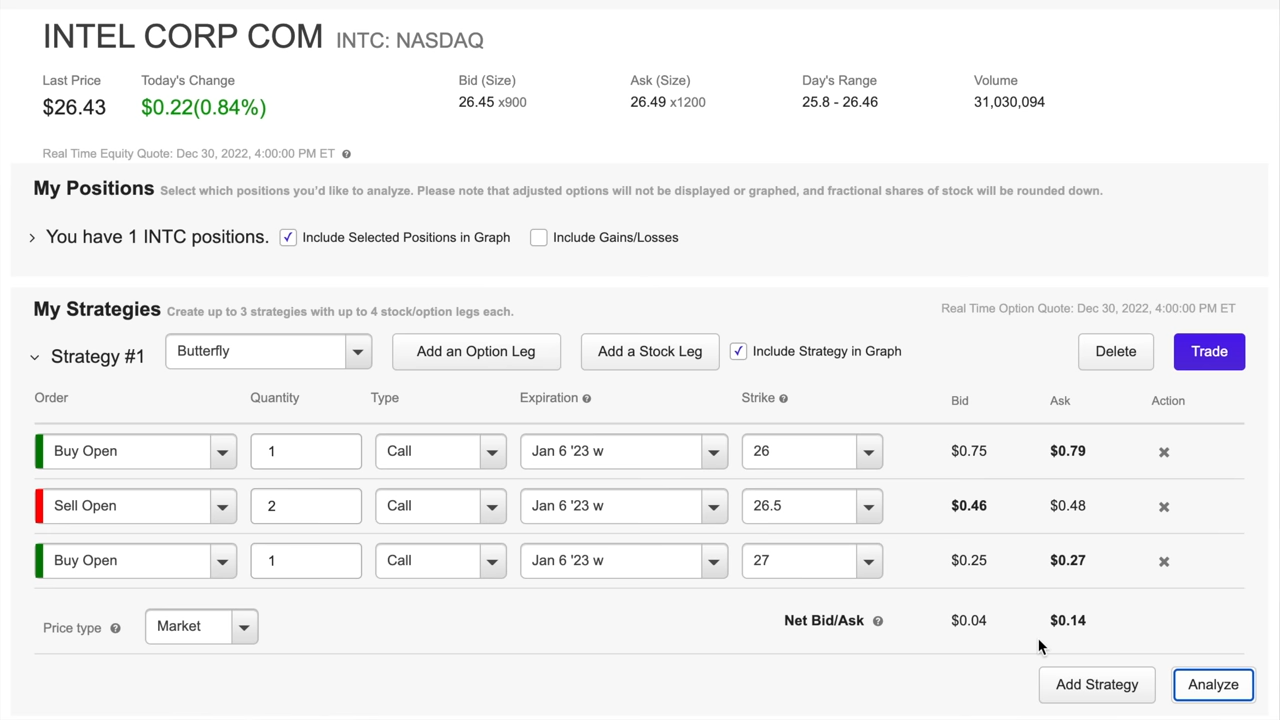 INTEL CORP COM INTC: NASDAQ
Last Price Today's Change Bid (Size) Ask (Size) Day's Range Volume
$26.43 $0.22(0.84%) 26.45 x900 26.49 x1200 25.8 - 26.46 31,030,094
Real Time Equity Quote: Dec 30, 2022, 4:00:00 PM ET ?
My Positions Select which positions you'd like to analyze. Please note that adjusted options will not be displayed or graphed, and fractional shares of stock will be rounded down.
You have 1 INTC positions. Include Selected Positions in Graph Include Gains/Losses
My Strategies Create up to 3 strategies with up to 4 stock/option legs each. Real Time Option Quote: Dec 30, 2022, 4:00:00 PM ET
Strategy #1 Butterfly Add an Option Leg Add a Stock Leg Include Strategy in Graph Delete Trade
Order Quantity Type Expiration ? Strike ? Bid Ask Action
Buy Open 1 Call Jan 6 '23 w 26 $0.75 $0.79
Sell Open 2 Call Jan 6 '23 w 26.5 $0.46 $0.48
Buy Open 1 Call Jan 6 '23 w 27 $0.25 $0.27
Price type ? Market Net Bid/Ask ? $0.04 $0.14
Add Strategy Analyze